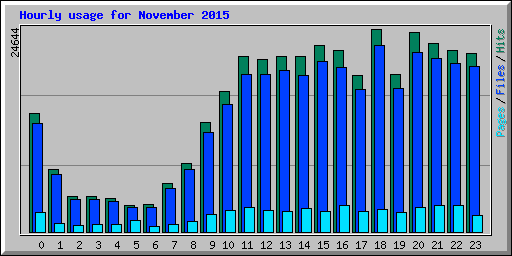 Hourly usage for November 2015
24644
Pages / Files / Hits
0 1 2 3 4 5 6 7 8 9 10 11 12 13 14 15 16 17 18 19 20 21 22 23